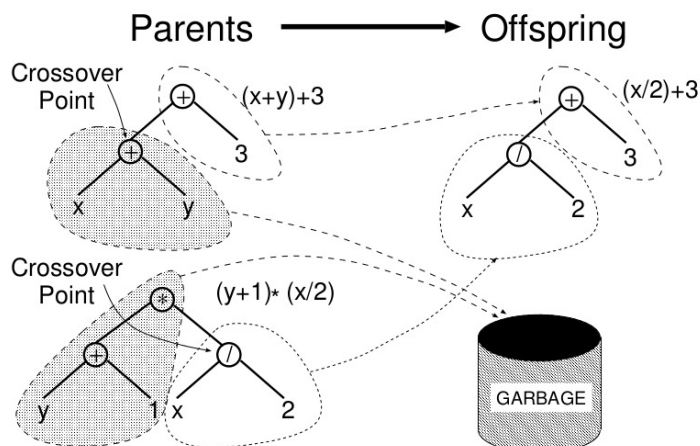 Parents
Offspring
Crossover
Point
+
(x+y)+3
+
3
x
y
+
(x/2)+3
/
3
x
2
Crossover
Point
*
(y+1)* (x/2)
+
/
y
1
x
2
GARBAGE